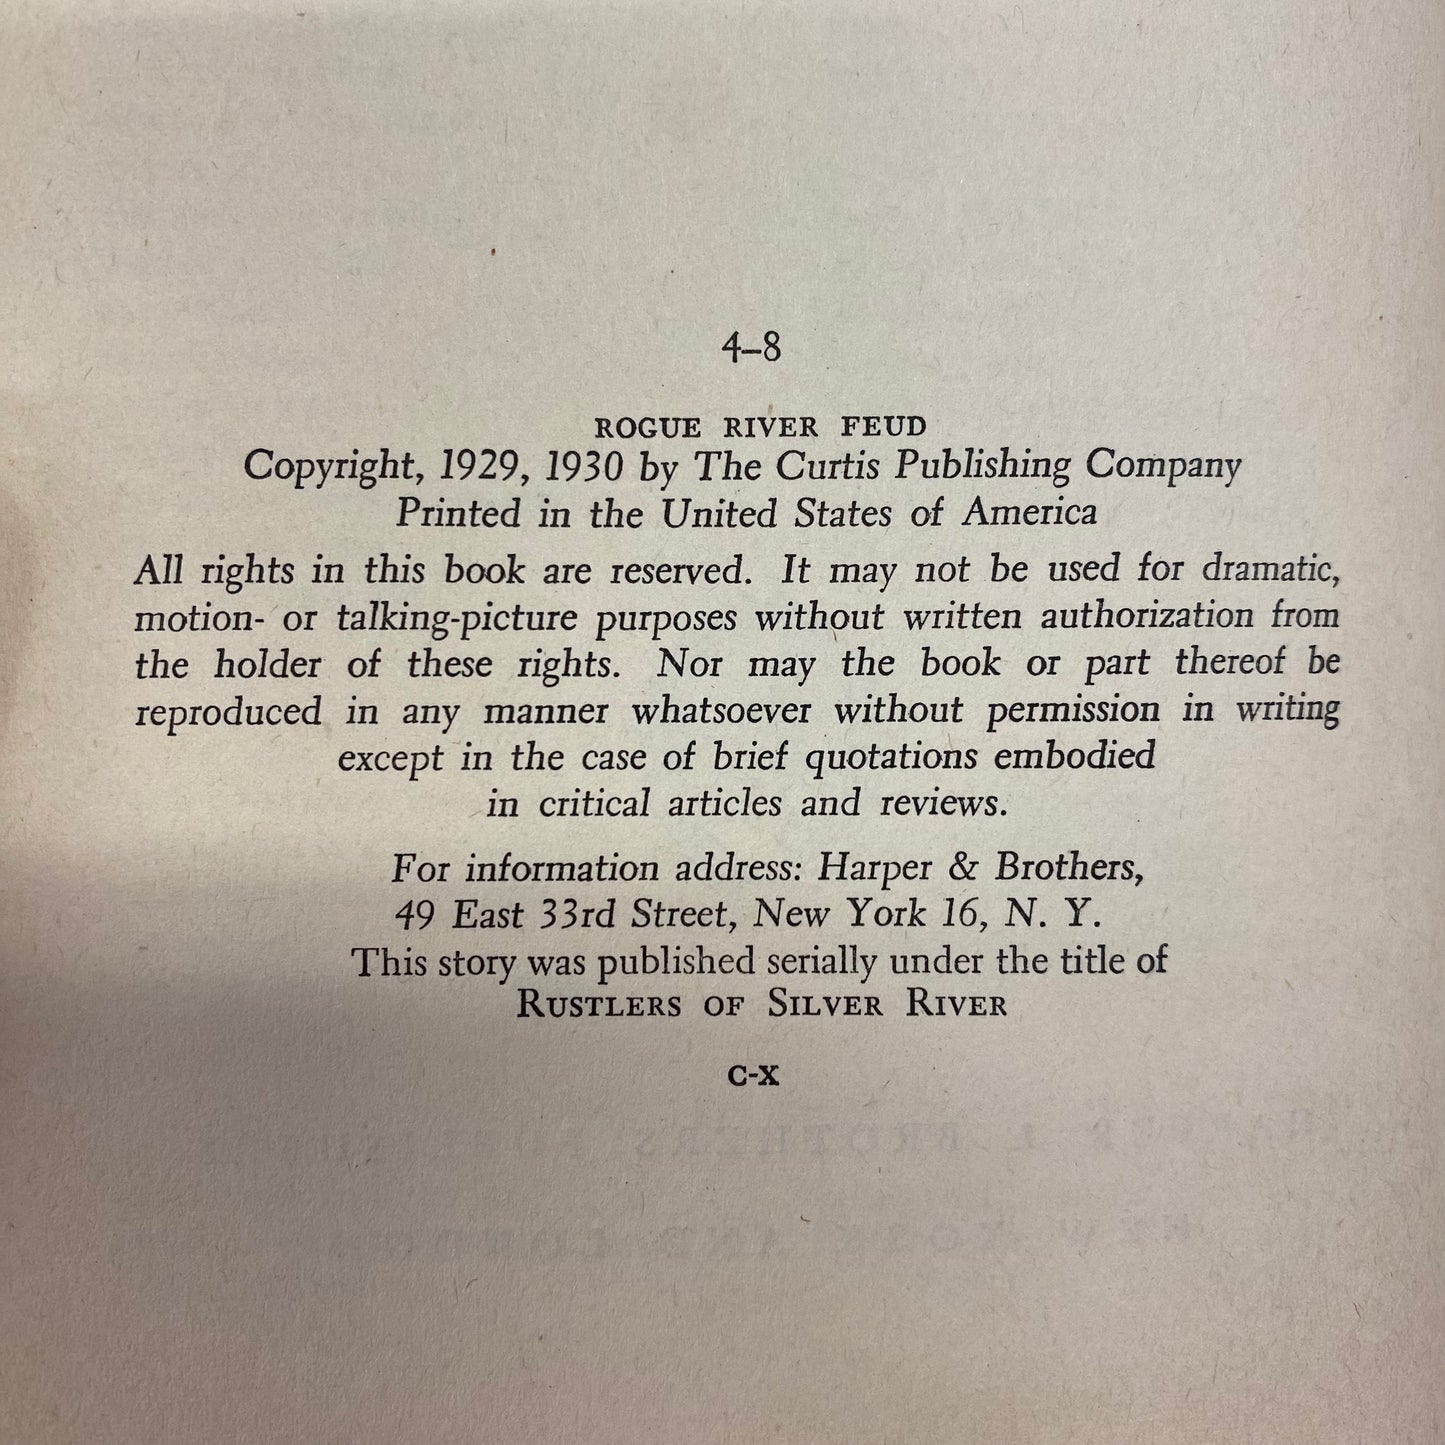 4–8
ROGUE RIVER FEUD
Copyright, 1929, 1930 by The Curtis Publishing Company
Printed in the United States of America
All rights in this book are reserved. It may not be used for dramatic,
motion- or talking-picture purposes without written authorization from
the holder of these rights. Nor may the book or part thereof be
reproduced in any manner whatsoever without permission in writing
except in the case of brief quotations embodied
in critical articles and reviews.
For information address: Harper & Brothers,
49 East 33rd Street, New York 16, N. Y.
This story was published serially under the title of
RUSTLERS OF SILVER RIVER
C-X